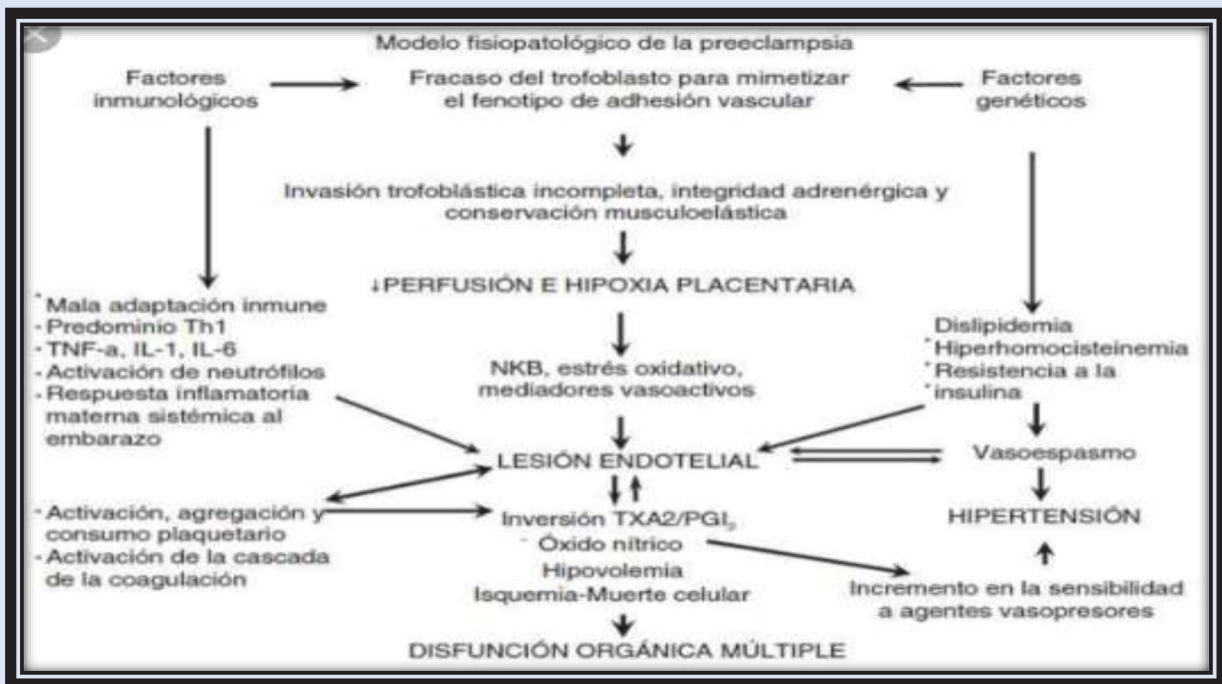 Modelo fisiopatológico de la preeclampsia
Factores
inmunológicos
Fracaso del trofoblasto para mimetizar
el fenotipo de adhesión vascular
Factores
genéticos
Invasión trofoblástica incompleta, integridad adrenérgica y
conservación musculoelástica
↓PERFUSIÓN E HIPOXIA PLACENTARIA
Mala adaptación inmune
- Predominio Th1
- TNF-a, IL-1, IL-6
- Activación de neutrófilos
- Respuesta inflamatoria
materna sistémica al
embarazo
NKB, estrés oxidativo,
mediadores vasoactivos
Dislipidemia
Hiperhomocisteinemia
Resistencia a la
insulina
LESIÓN ENDOTELIAL
Vasoespasmo
- Activación, agregación y
consumo plaquetario
- Activación de la cascada
de la coagulación
Inversión TXA2/PGI₂
Óxido nítrico
Hipovolemia
Isquemia-Muerte celular
HIPERTENSIÓN
Incremento en la sensibilidad
a agentes vasopresores
DISFUNCIÓN ORGÁNICA MÚLTIPLE